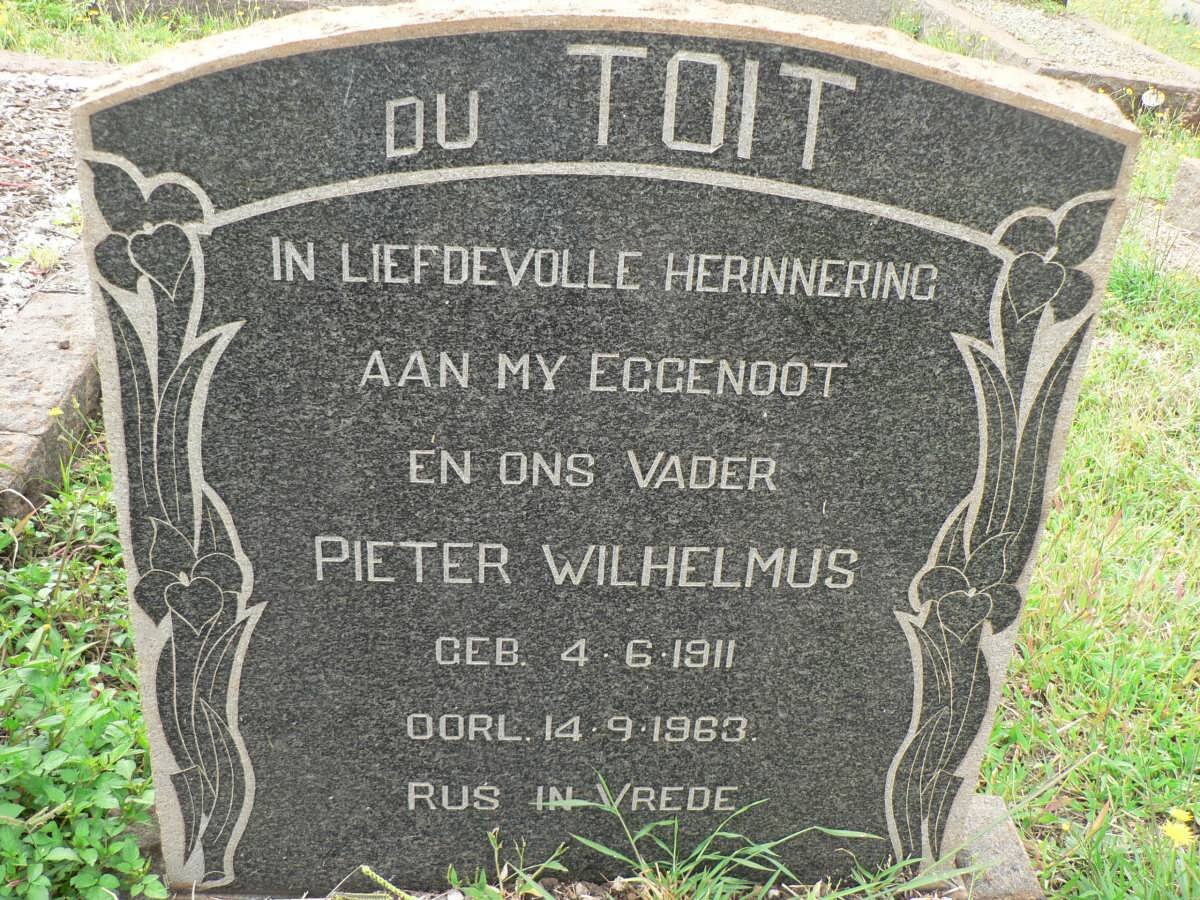 DU TOIT
IN LIEFDEVOLLE HERINNERING
AAN MY EGGENOOT
EN ONS VADER
PIETER WILHELMUS
GEB. 4·6·1911
OORL. 14·9·1963.
RUS IN VREDE